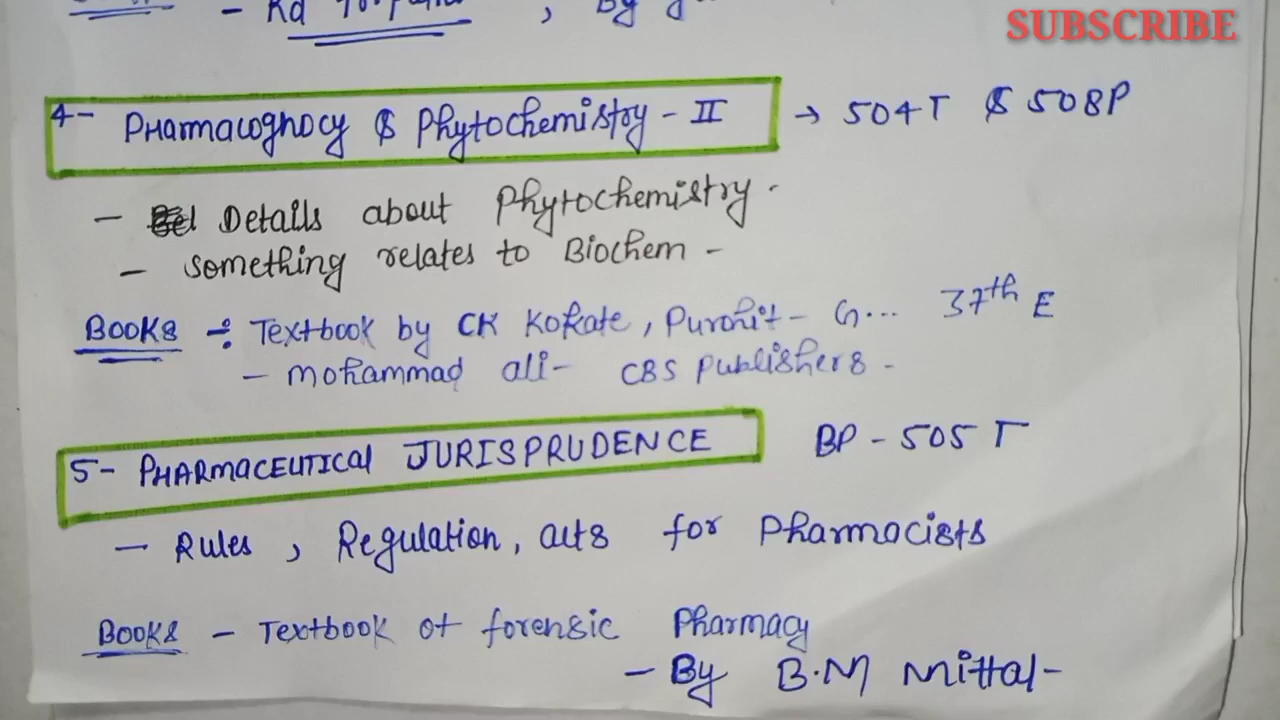 - Rd
, By
SUBSCRIBE
4- Pharmacognocy & Phytochemistry - II → 504T & 508P
- Details about Phytochemistry.
- something relates to Biochem -
Books ÷ Textbook by CK Kokate, Purohit - G... 37th E
- mohammad ali - CBS Publishers -
5- PHARMACEUTICAL JURISPRUDENCE BP - 505 T
- Rules, Regulation, acts for Pharmacists
Books - Textbook of forensic Pharmacy
- By B.M Mittal -